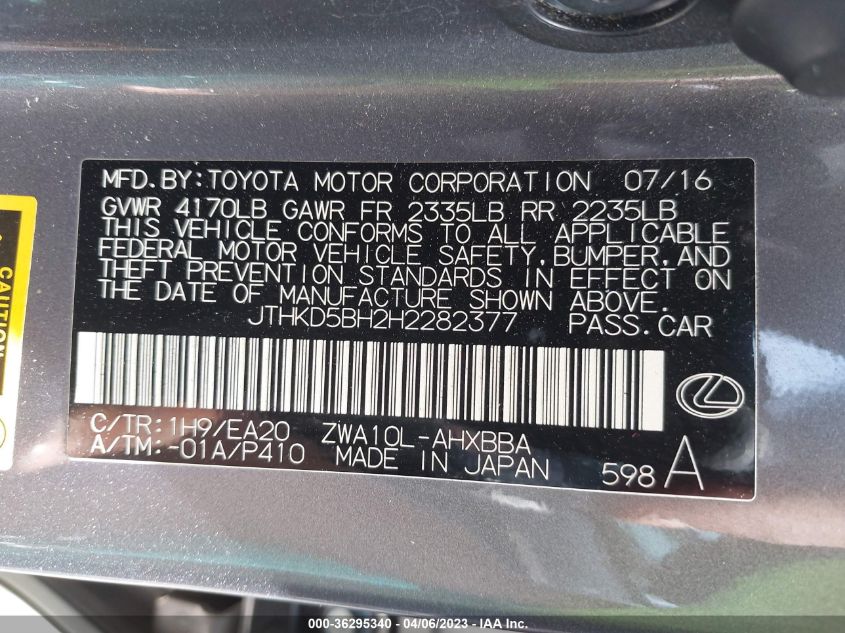 MFD.BY:TOYOTA MOTOR CORPORATION 07/16
GVWR 4170LB GAWR FR 2335LB RR 2235LB
THIS VEHICLE CONFORMS TO ALL APPLICABLE
FEDERAL MOTOR VEHICLE SAFETY,BUMPER,AND
THEFT PREVENTION STANDARDS IN EFFECT ON
THE DATE OF MANUFACTURE SHOWN ABOVE.
JTHKD5BH2H2282377 PASS.CAR
C/TR:1H9/EA20 ZWA10L-AHXBBA
A/TM:-01A/P410 MADE IN JAPAN 598 A
CAUTION
000-36295340 - 04/06/2023 -